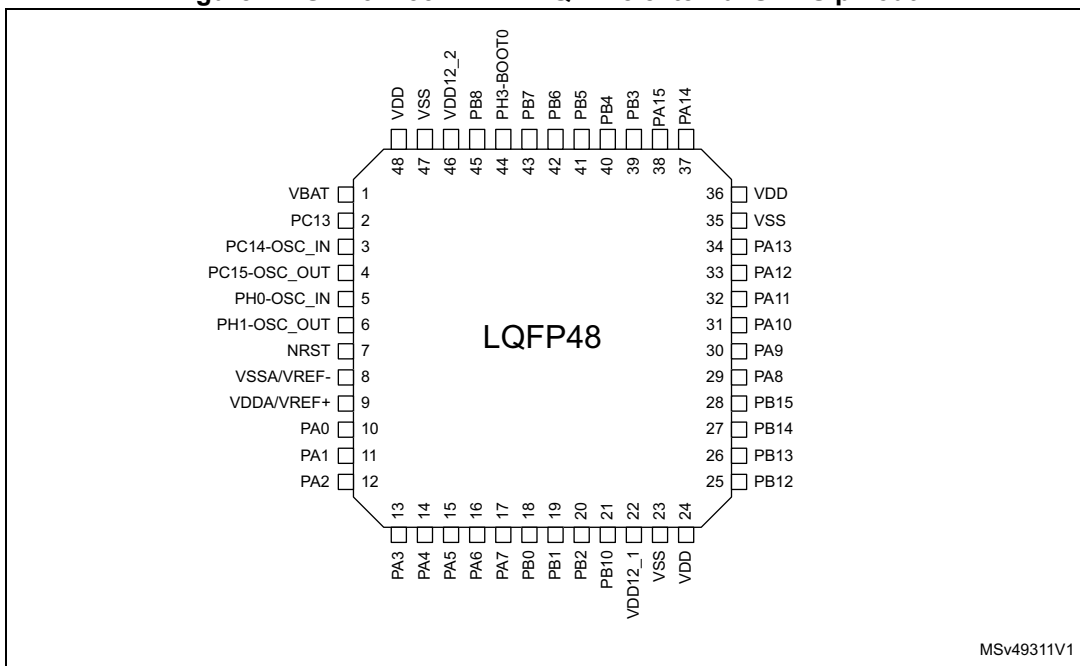 VDD
VSS
VDD12_2
PB8
PH3-BOOT0
PB7
PB6
PB5
PB4
PB3
PA15
PA14
48
47
46
45
44
43
42
41
40
39
38
37
VBAT 1
PC13 2
PC14-OSC_IN 3
PC15-OSC_OUT 4
PH0-OSC_IN 5
PH1-OSC_OUT 6
NRST 7
VSSA/VREF- 8
VDDA/VREF+ 9
PA0 10
PA1 11
PA2 12
LQFP48
36 VDD
35 VSS
34 PA13
33 PA12
32 PA11
31 PA10
30 PA9
29 PA8
28 PB15
27 PB14
26 PB13
25 PB12
13
14
15
16
17
18
19
20
21
22
23
24
PA3
PA4
PA5
PA6
PA7
PB0
PB1
PB2
PB10
VDD12_1
VSS
VDD
MSv49311V1